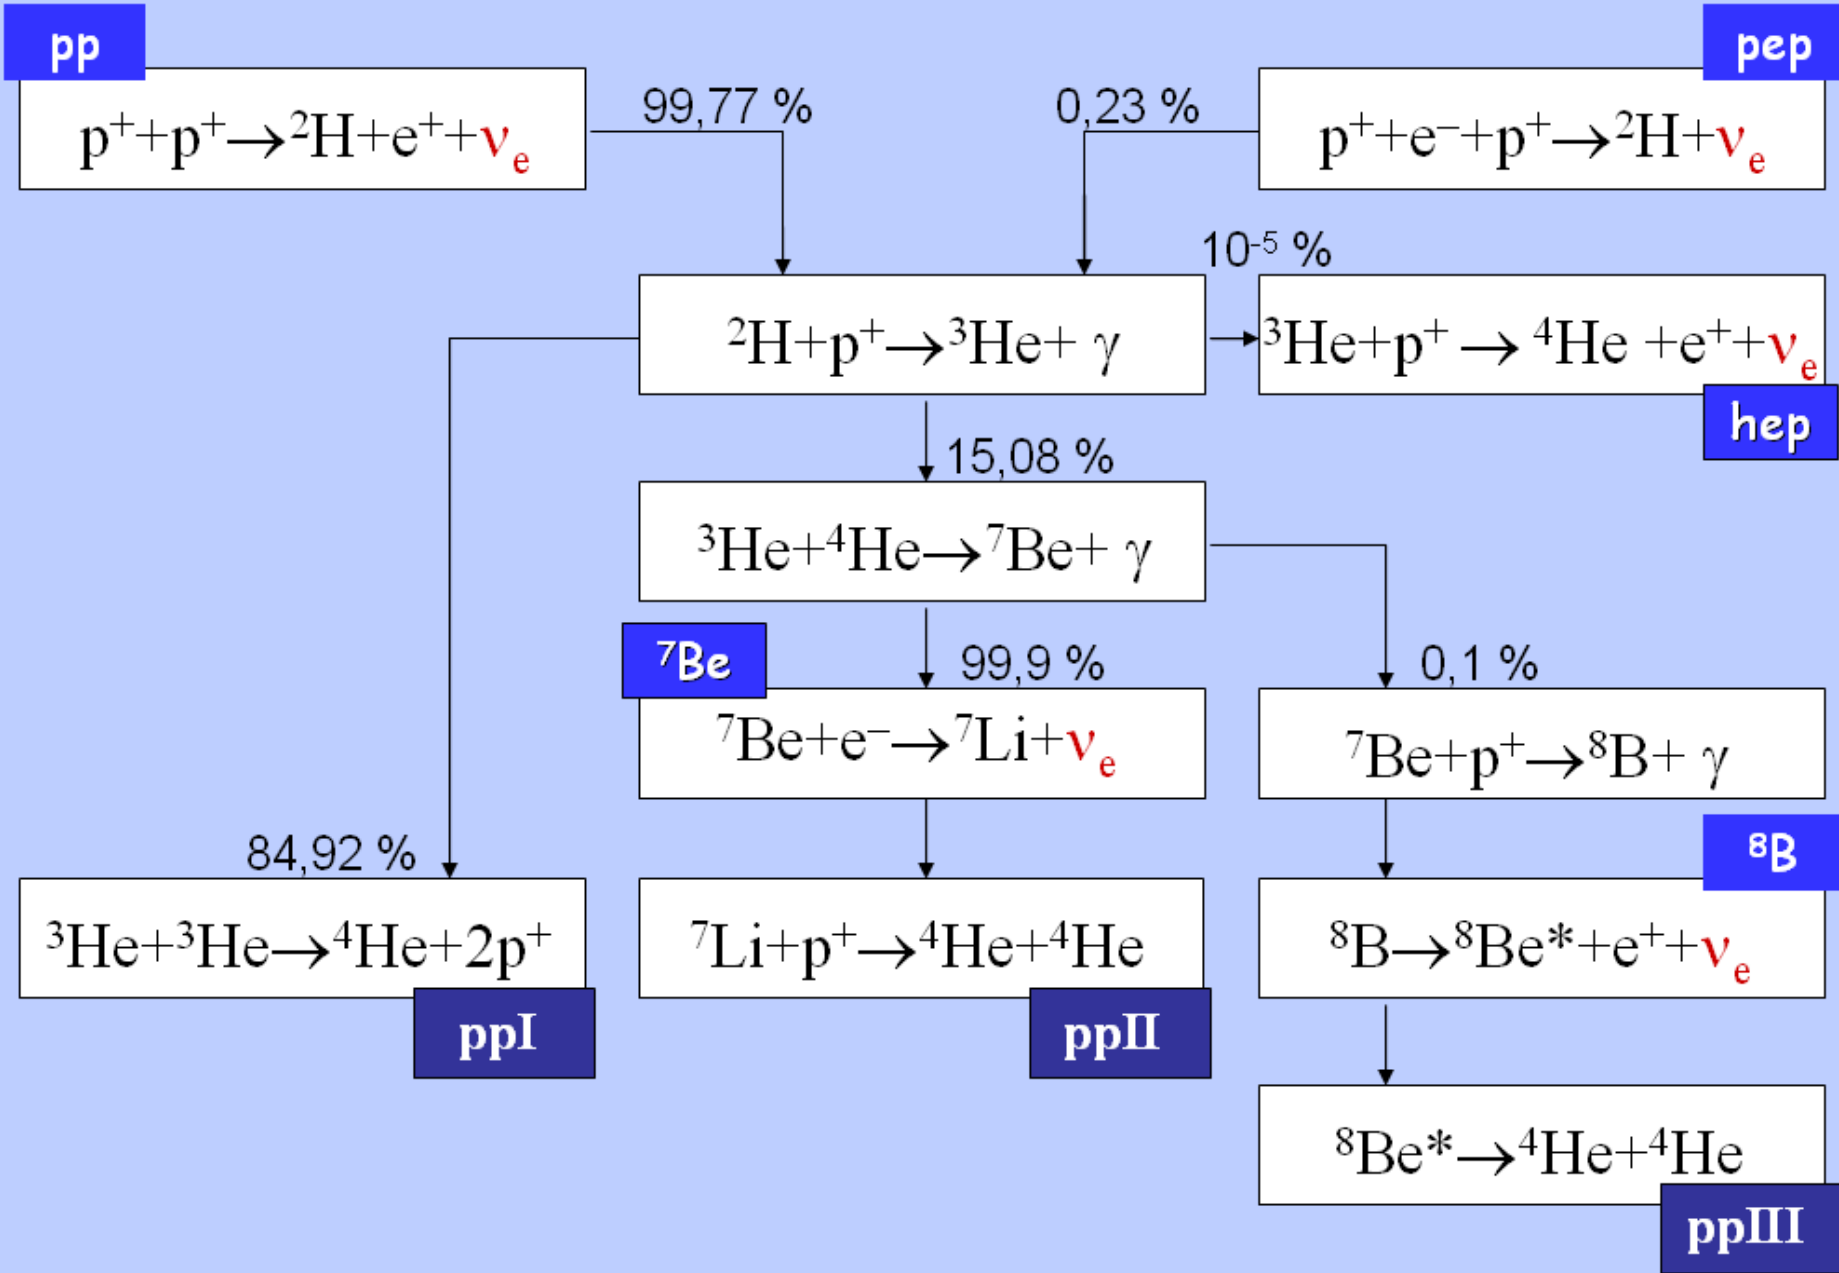 pp
pep
p⁺+p⁺→²H+e⁺+νₑ
99,77 %
0,23 %
p⁺+e⁻+p⁺→²H+νₑ
10⁻⁵ %
²H+p⁺→³He+ γ
³He+p⁺ → ⁴He +e⁺+νₑ
hep
15,08 %
³He+⁴He→⁷Be+ γ
⁷Be
99,9 %
0,1 %
⁷Be+e⁻→⁷Li+νₑ
⁷Be+p⁺→⁸B+ γ
84,92 %
⁸B
³He+³He→⁴He+2p⁺
⁷Li+p⁺→⁴He+⁴He
⁸B→⁸Be*+e⁺+νₑ
ppI
ppII
⁸Be*→⁴He+⁴He
ppIII